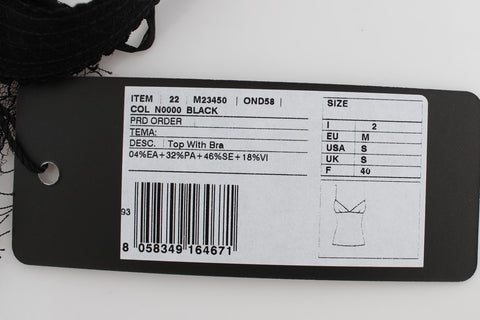 ITEM | 22 | M23450 | OND58 |
COL N0000 BLACK
PRD ORDER
TEMA:
DESC. Top With Bra
04%EA+32%PA+46%SE+18%VI
93
8 058349 164671
SIZE
I 2
EU M
USA S
UK S
F 40